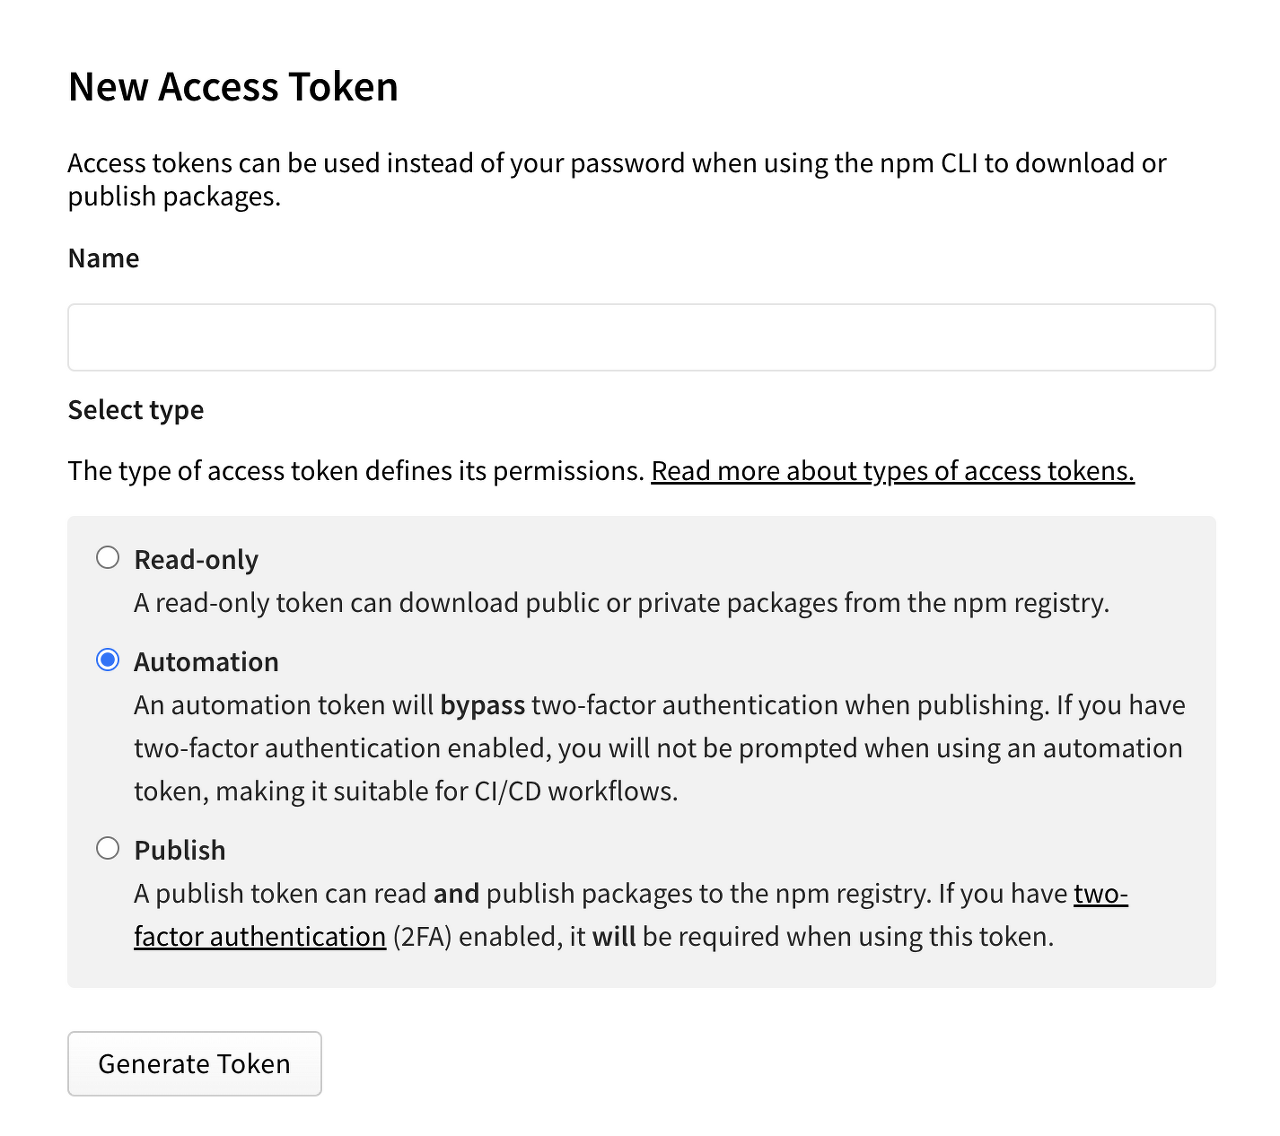 New Access Token
Access tokens can be used instead of your password when using the npm CLI to download or
publish packages.
Name
Select type
The type of access token defines its permissions. Read more about types of access tokens.
Read-only
A read-only token can download public or private packages from the npm registry.
Automation
An automation token will bypass two-factor authentication when publishing. If you have
two-factor authentication enabled, you will not be prompted when using an automation
token, making it suitable for CI/CD workflows.
Publish
A publish token can read and publish packages to the npm registry. If you have two-
factor authentication (2FA) enabled, it will be required when using this token.
Generate Token